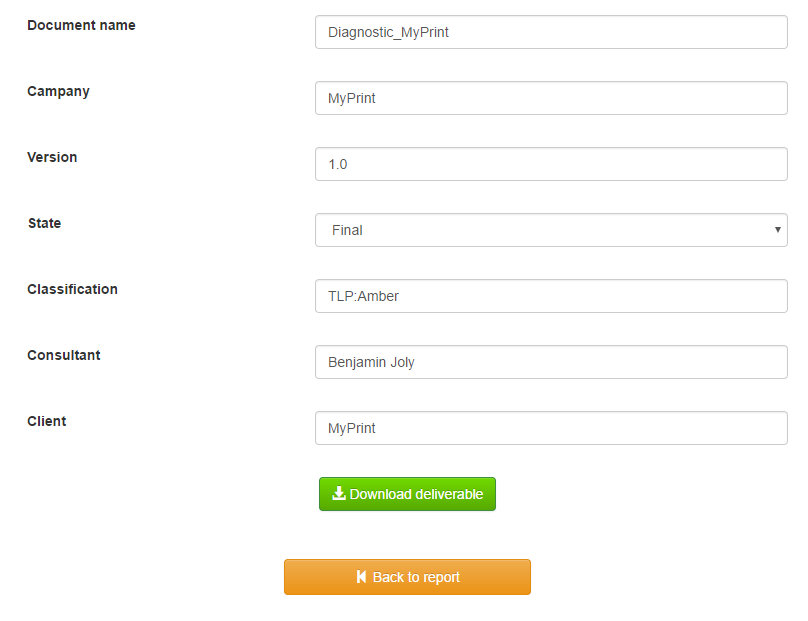 Document name
Diagnostic_MyPrint
Campany
MyPrint
Version
1.0
State
Final
Classification
TLP:Amber
Consultant
Benjamin Joly
Client
MyPrint
Download deliverable
Back to report